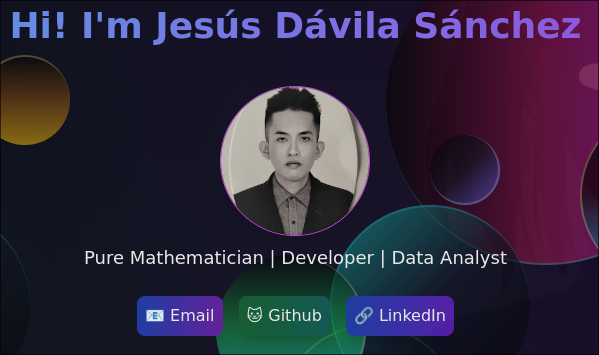 Hi! I'm Jesús Dávila Sánchez
Pure Mathematician | Developer | Data Analyst
📧 Email 🐱 Github 🔗 LinkedIn